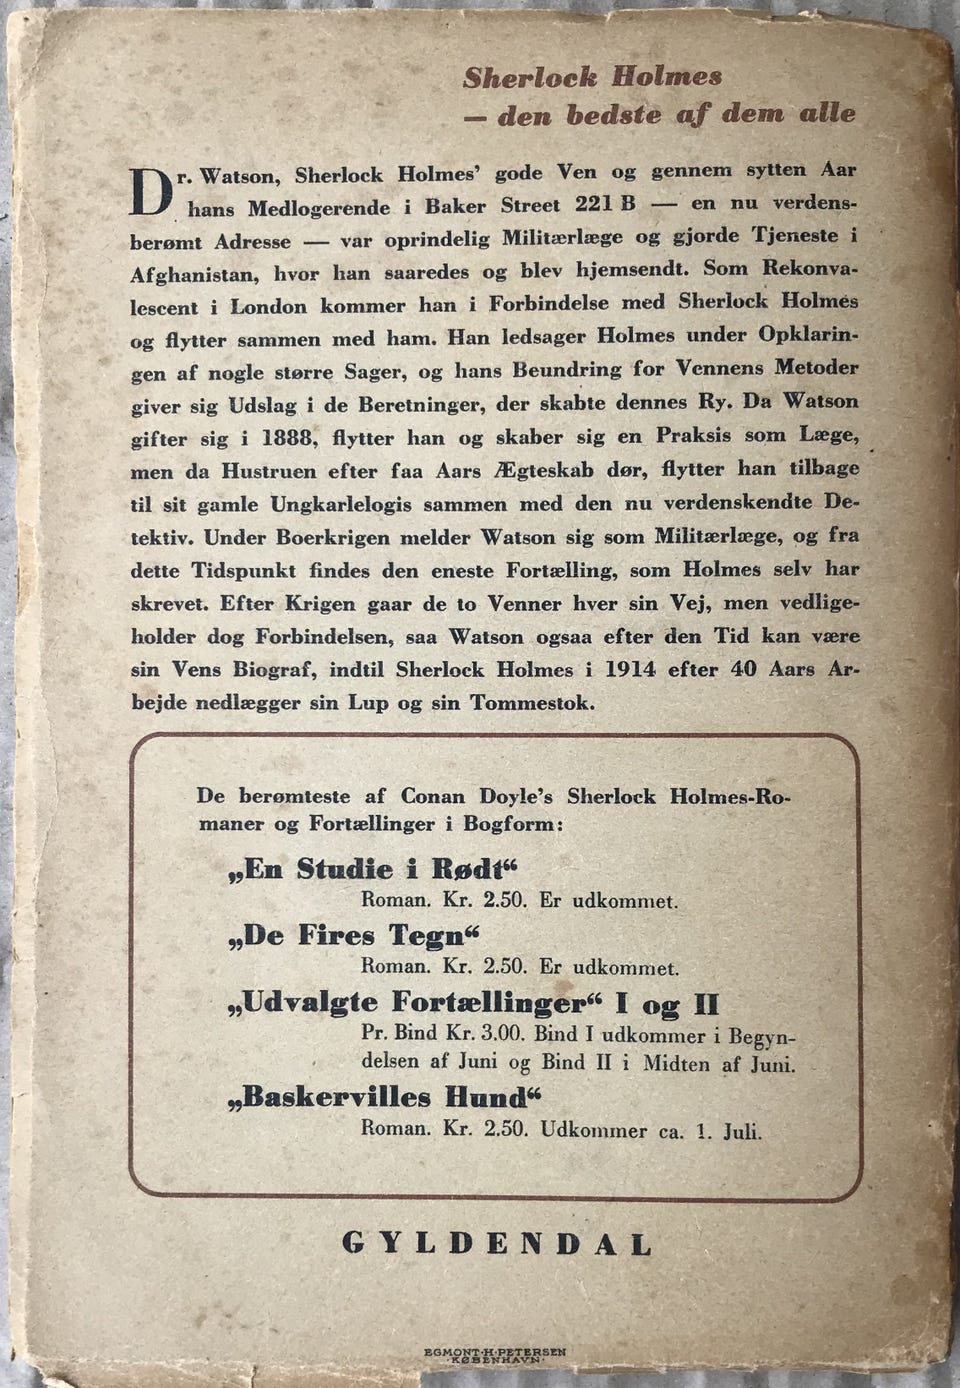 Sherlock Holmes
— den bedste af dem alle
Dr. Watson, Sherlock Holmes' gode Ven og gennem sytten Aar
hans Medlogerende i Baker Street 221 B — en nu verdens-
berømt Adresse — var oprindelig Militærlæge og gjorde Tjeneste i
Afghanistan, hvor han saaredes og blev hjemsendt. Som Rekonva-
lescent i London kommer han i Forbindelse med Sherlock Holmes
og flytter sammen med ham. Han ledsager Holmes under Opklarin-
gen af nogle større Sager, og hans Beundring for Vennens Metoder
giver sig Udslag i de Beretninger, der skabte dennes Ry. Da Watson
gifter sig i 1888, flytter han og skaber sig en Praksis som Læge,
men da Hustruen efter faa Aars Ægteskab dør, flytter han tilbage
til sit gamle Ungkarlelogis sammen med den nu verdenskendte De-
tektiv. Under Boerkrigen melder Watson sig som Militærlæge, og fra
dette Tidspunkt findes den eneste Fortælling, som Holmes selv har
skrevet. Efter Krigen gaar de to Venner hver sin Vej, men vedlige-
holder dog Forbindelsen, saa Watson ogsaa efter den Tid kan være
sin Vens Biograf, indtil Sherlock Holmes i 1914 efter 40 Aars Ar-
bejde nedlægger sin Lup og sin Tommestok.
De berømteste af Conan Doyle's Sherlock Holmes-Ro-
maner og Fortællinger i Bogform:
„En Studie i Rødt“
Roman. Kr. 2.50. Er udkommet.
„De Fires Tegn“
Roman. Kr. 2.50. Er udkommet.
„Udvalgte Fortællinger“ I og II
Pr. Bind Kr. 3.00. Bind I udkommer i Begyn-
delsen af Juni og Bind II i Midten af Juni.
„Baskervilles Hund“
Roman. Kr. 2.50. Udkommer ca. 1. Juli.
GYLDENDAL
EGMONT·H·PETERSEN
·KØBENHAVN·